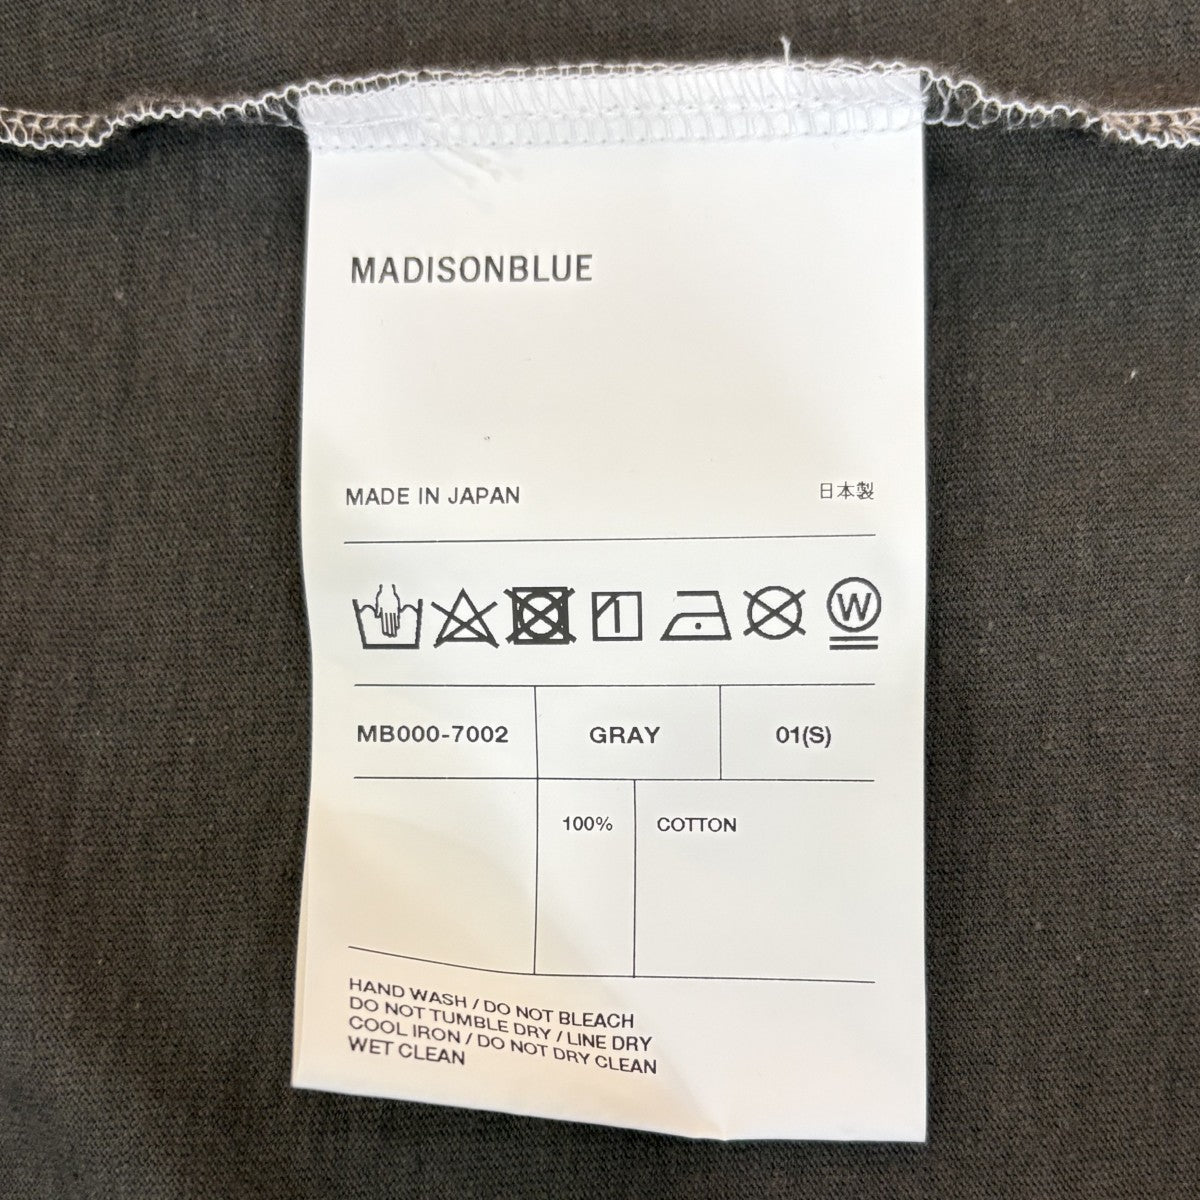 MADISONBLUE
MADE IN JAPAN 日本製
W
MB000-7002 GRAY 01(S)
100% COTTON
HAND WASH / DO NOT BLEACH
DO NOT TUMBLE DRY / LINE DRY
COOL IRON / DO NOT DRY CLEAN
WET CLEAN